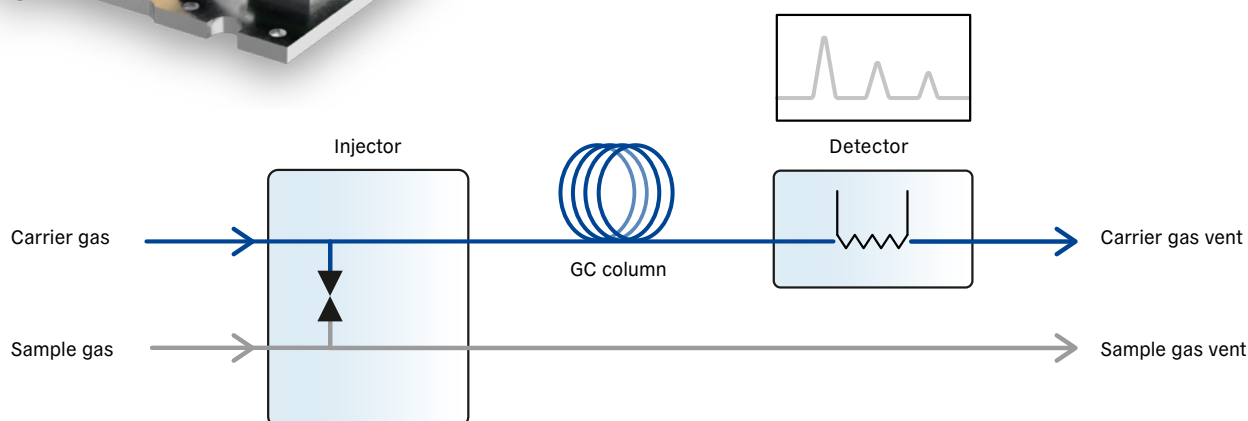 Injector
Detector
Carrier gas
Carrier gas vent
GC column
Sample gas
Sample gas vent